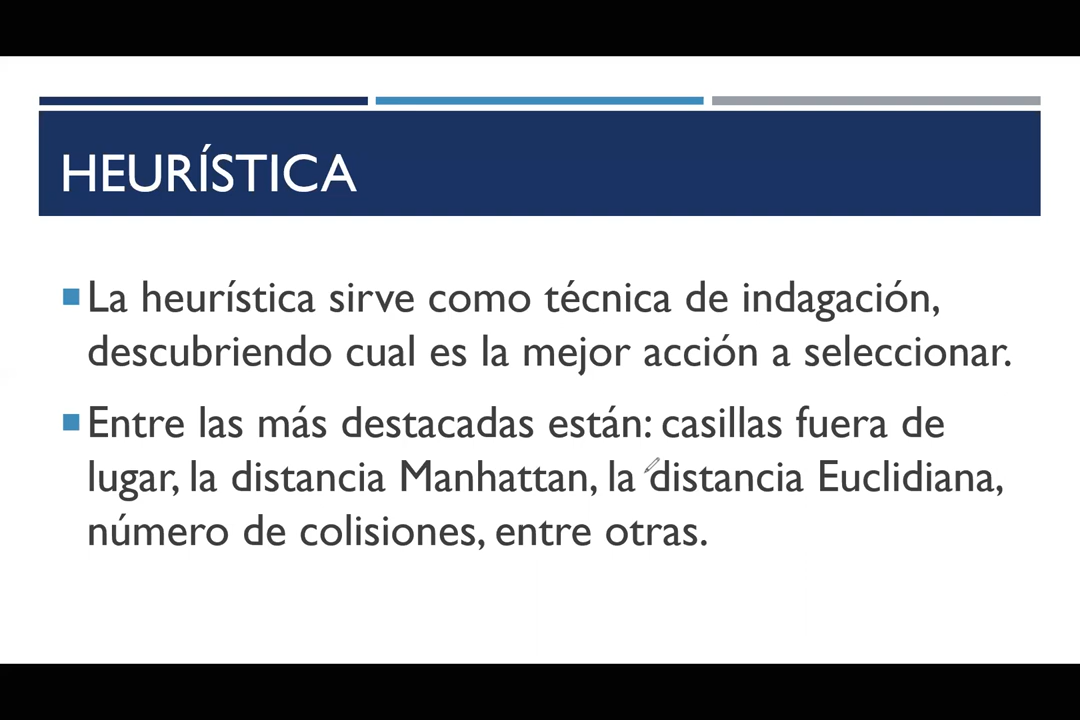 HEURÍSTICA
La heurística sirve como técnica de indagación,
descubriendo cual es la mejor acción a seleccionar.
Entre las más destacadas están: casillas fuera de
lugar, la distancia Manhattan, la distancia Euclidiana,
número de colisiones, entre otras.